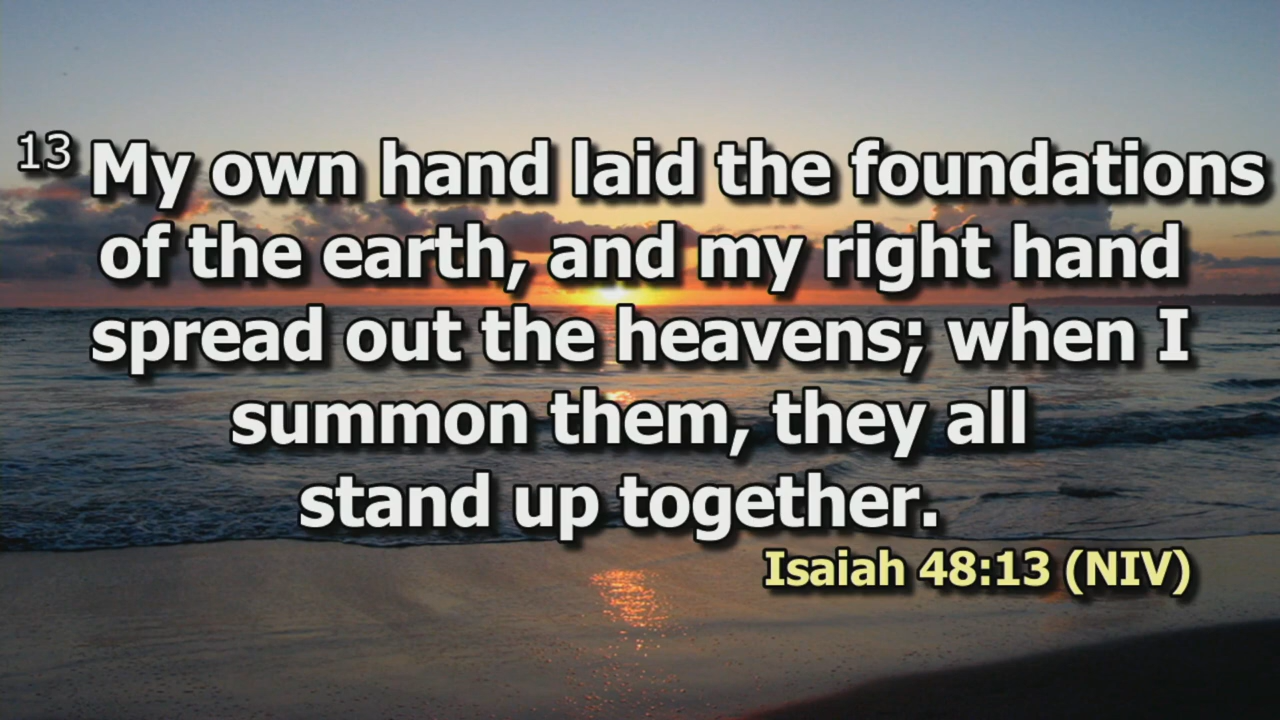 13 My own hand laid the foundations
of the earth, and my right hand
spread out the heavens; when I
summon them, they all
stand up together.
Isaiah 48:13 (NIV)